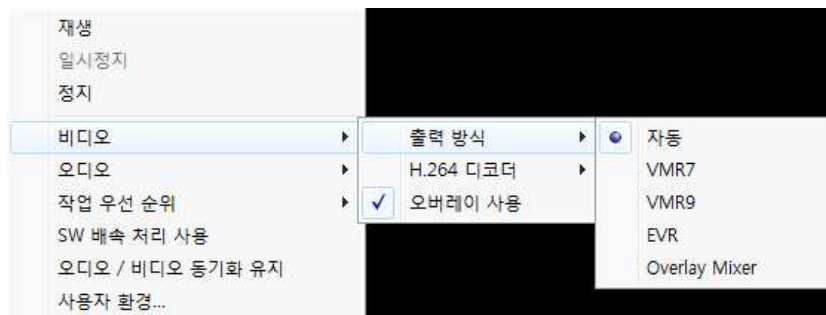 재생
일시정지
정지
비디오
오디오
작업 우선 순위
SW 배속 처리 사용
오디오 / 비디오 동기화 유지
사용자 환경...
출력 방식
H.264 디코더
오버레이 사용
자동
VMR7
VMR9
EVR
Overlay Mixer